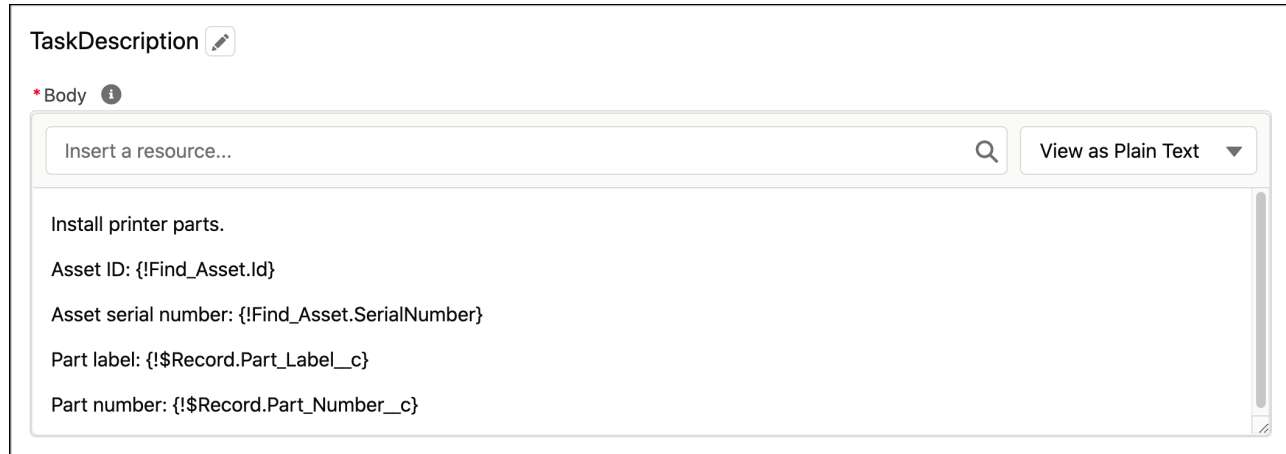 TaskDescription
*Body
Insert a resource...
View as Plain Text
Install printer parts.
Asset ID: {!Find_Asset.Id}
Asset serial number: {!Find_Asset.SerialNumber}
Part label: {!$Record.Part_Label__c}
Part number: {!$Record.Part_Number__c}